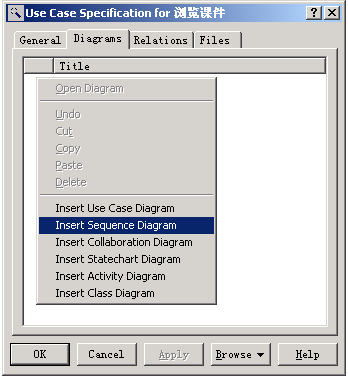 Use Case Specification for 浏览课件
General Diagrams Relations Files
Title
Open Diagram
Undo
Cut
Copy
Paste
Delete
Insert Use Case Diagram
Insert Sequence Diagram
Insert Collaboration Diagram
Insert Statechart Diagram
Insert Activity Diagram
Insert Class Diagram
OK Cancel Apply Browse Help